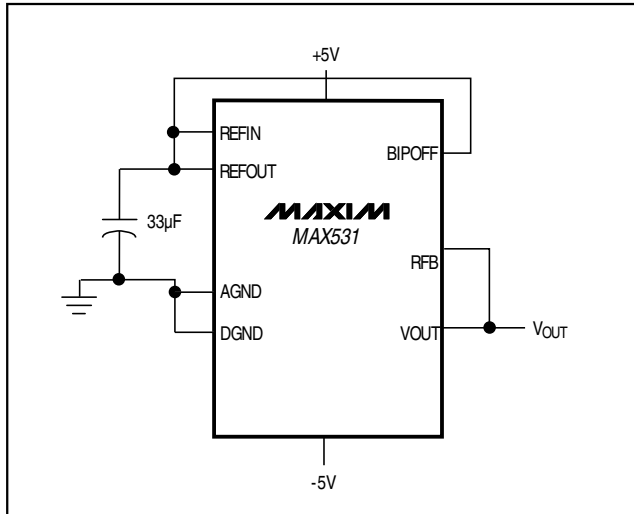 +5V
REFIN
BIPOFF
REFOUT
33µF
MAXIM
MAX531
RFB
AGND
DGND
VOUT
VOUT
-5V